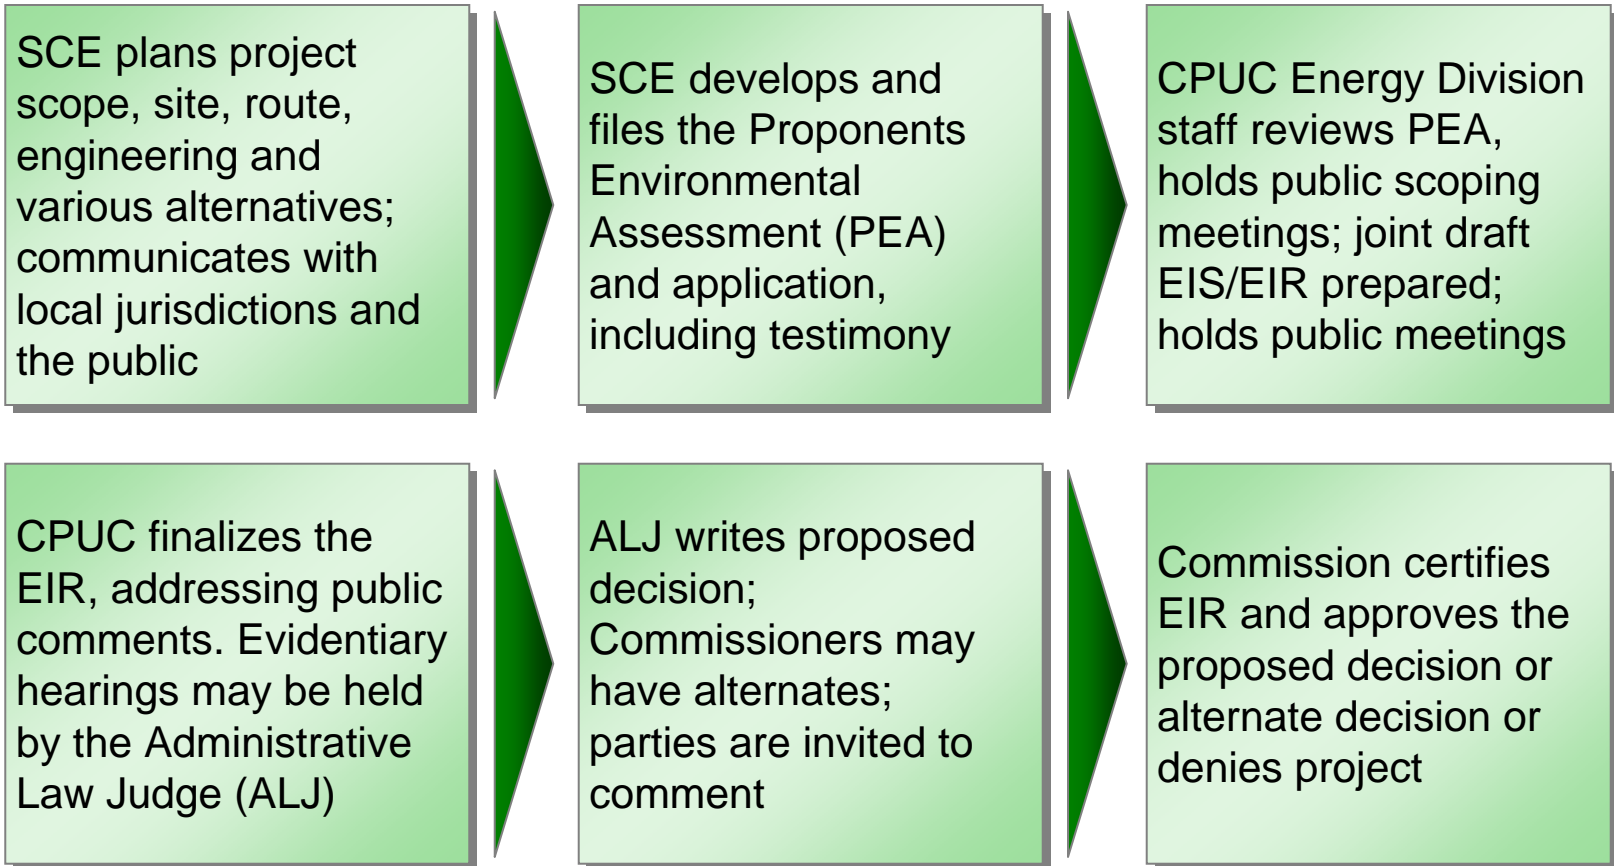 SCE plans project
scope, site, route,
engineering and
various alternatives;
communicates with
local jurisdictions and
the public
SCE develops and
files the Proponents
Environmental
Assessment (PEA)
and application,
including testimony
CPUC Energy Division
staff reviews PEA,
holds public scoping
meetings; joint draft
EIS/EIR prepared;
holds public meetings
CPUC finalizes the
EIR, addressing public
comments. Evidentiary
hearings may be held
by the Administrative
Law Judge (ALJ)
ALJ writes proposed
decision;
Commissioners may
have alternates;
parties are invited to
comment
Commission certifies
EIR and approves the
proposed decision or
alternate decision or
denies project